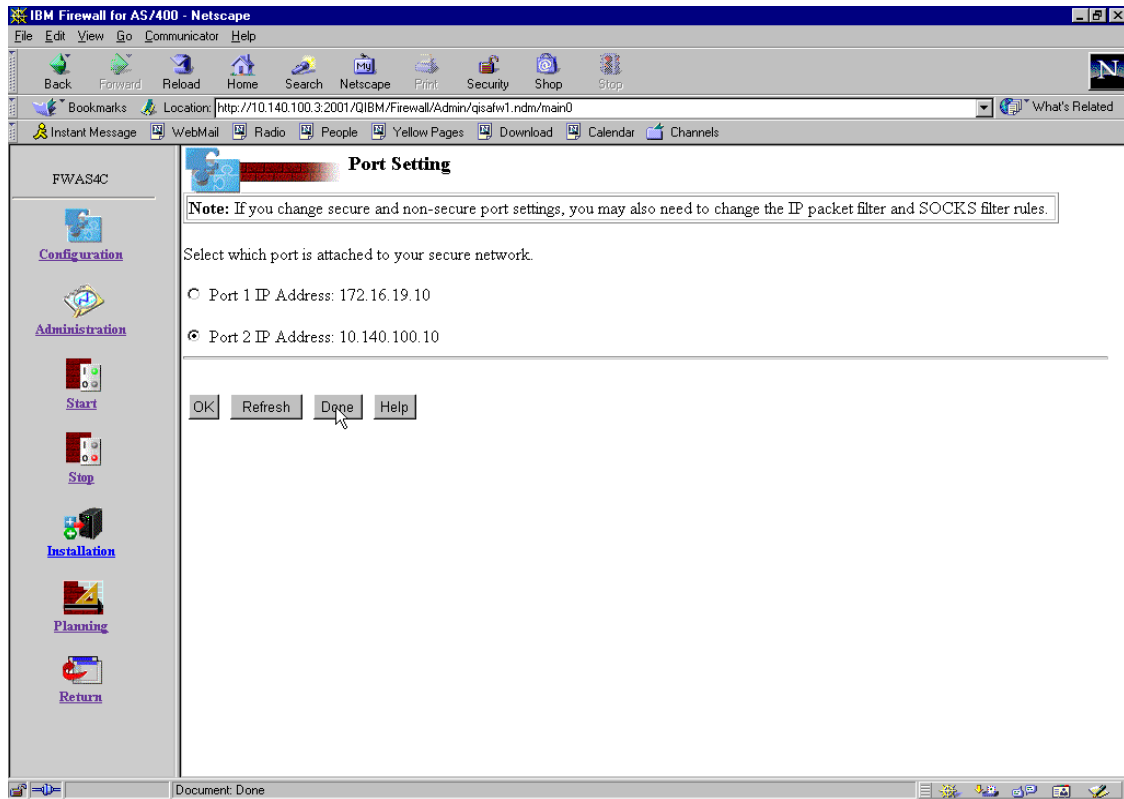 IBM Firewall for AS/400 - Netscape
File Edit View Go Communicator Help
Back Forward Reload Home Search Netscape Print Security Shop Stop
My
N
Bookmarks Location: http://10.140.100.3:2001/QIBM/Firewall/Admin/qisafw1.ndm/main0 What's Related
Instant Message WebMail Radio People Yellow Pages Download Calendar Channels
FWAS4C
Configuration
Administration
Start
Stop
Installation
Planning
Return
Port Setting
Note: If you change secure and non-secure port settings, you may also need to change the IP packet filter and SOCKS filter rules.
Select which port is attached to your secure network.
Port 1 IP Address: 172.16.19.10
Port 2 IP Address: 10.140.100.10
OK Refresh Done Help
Document: Done